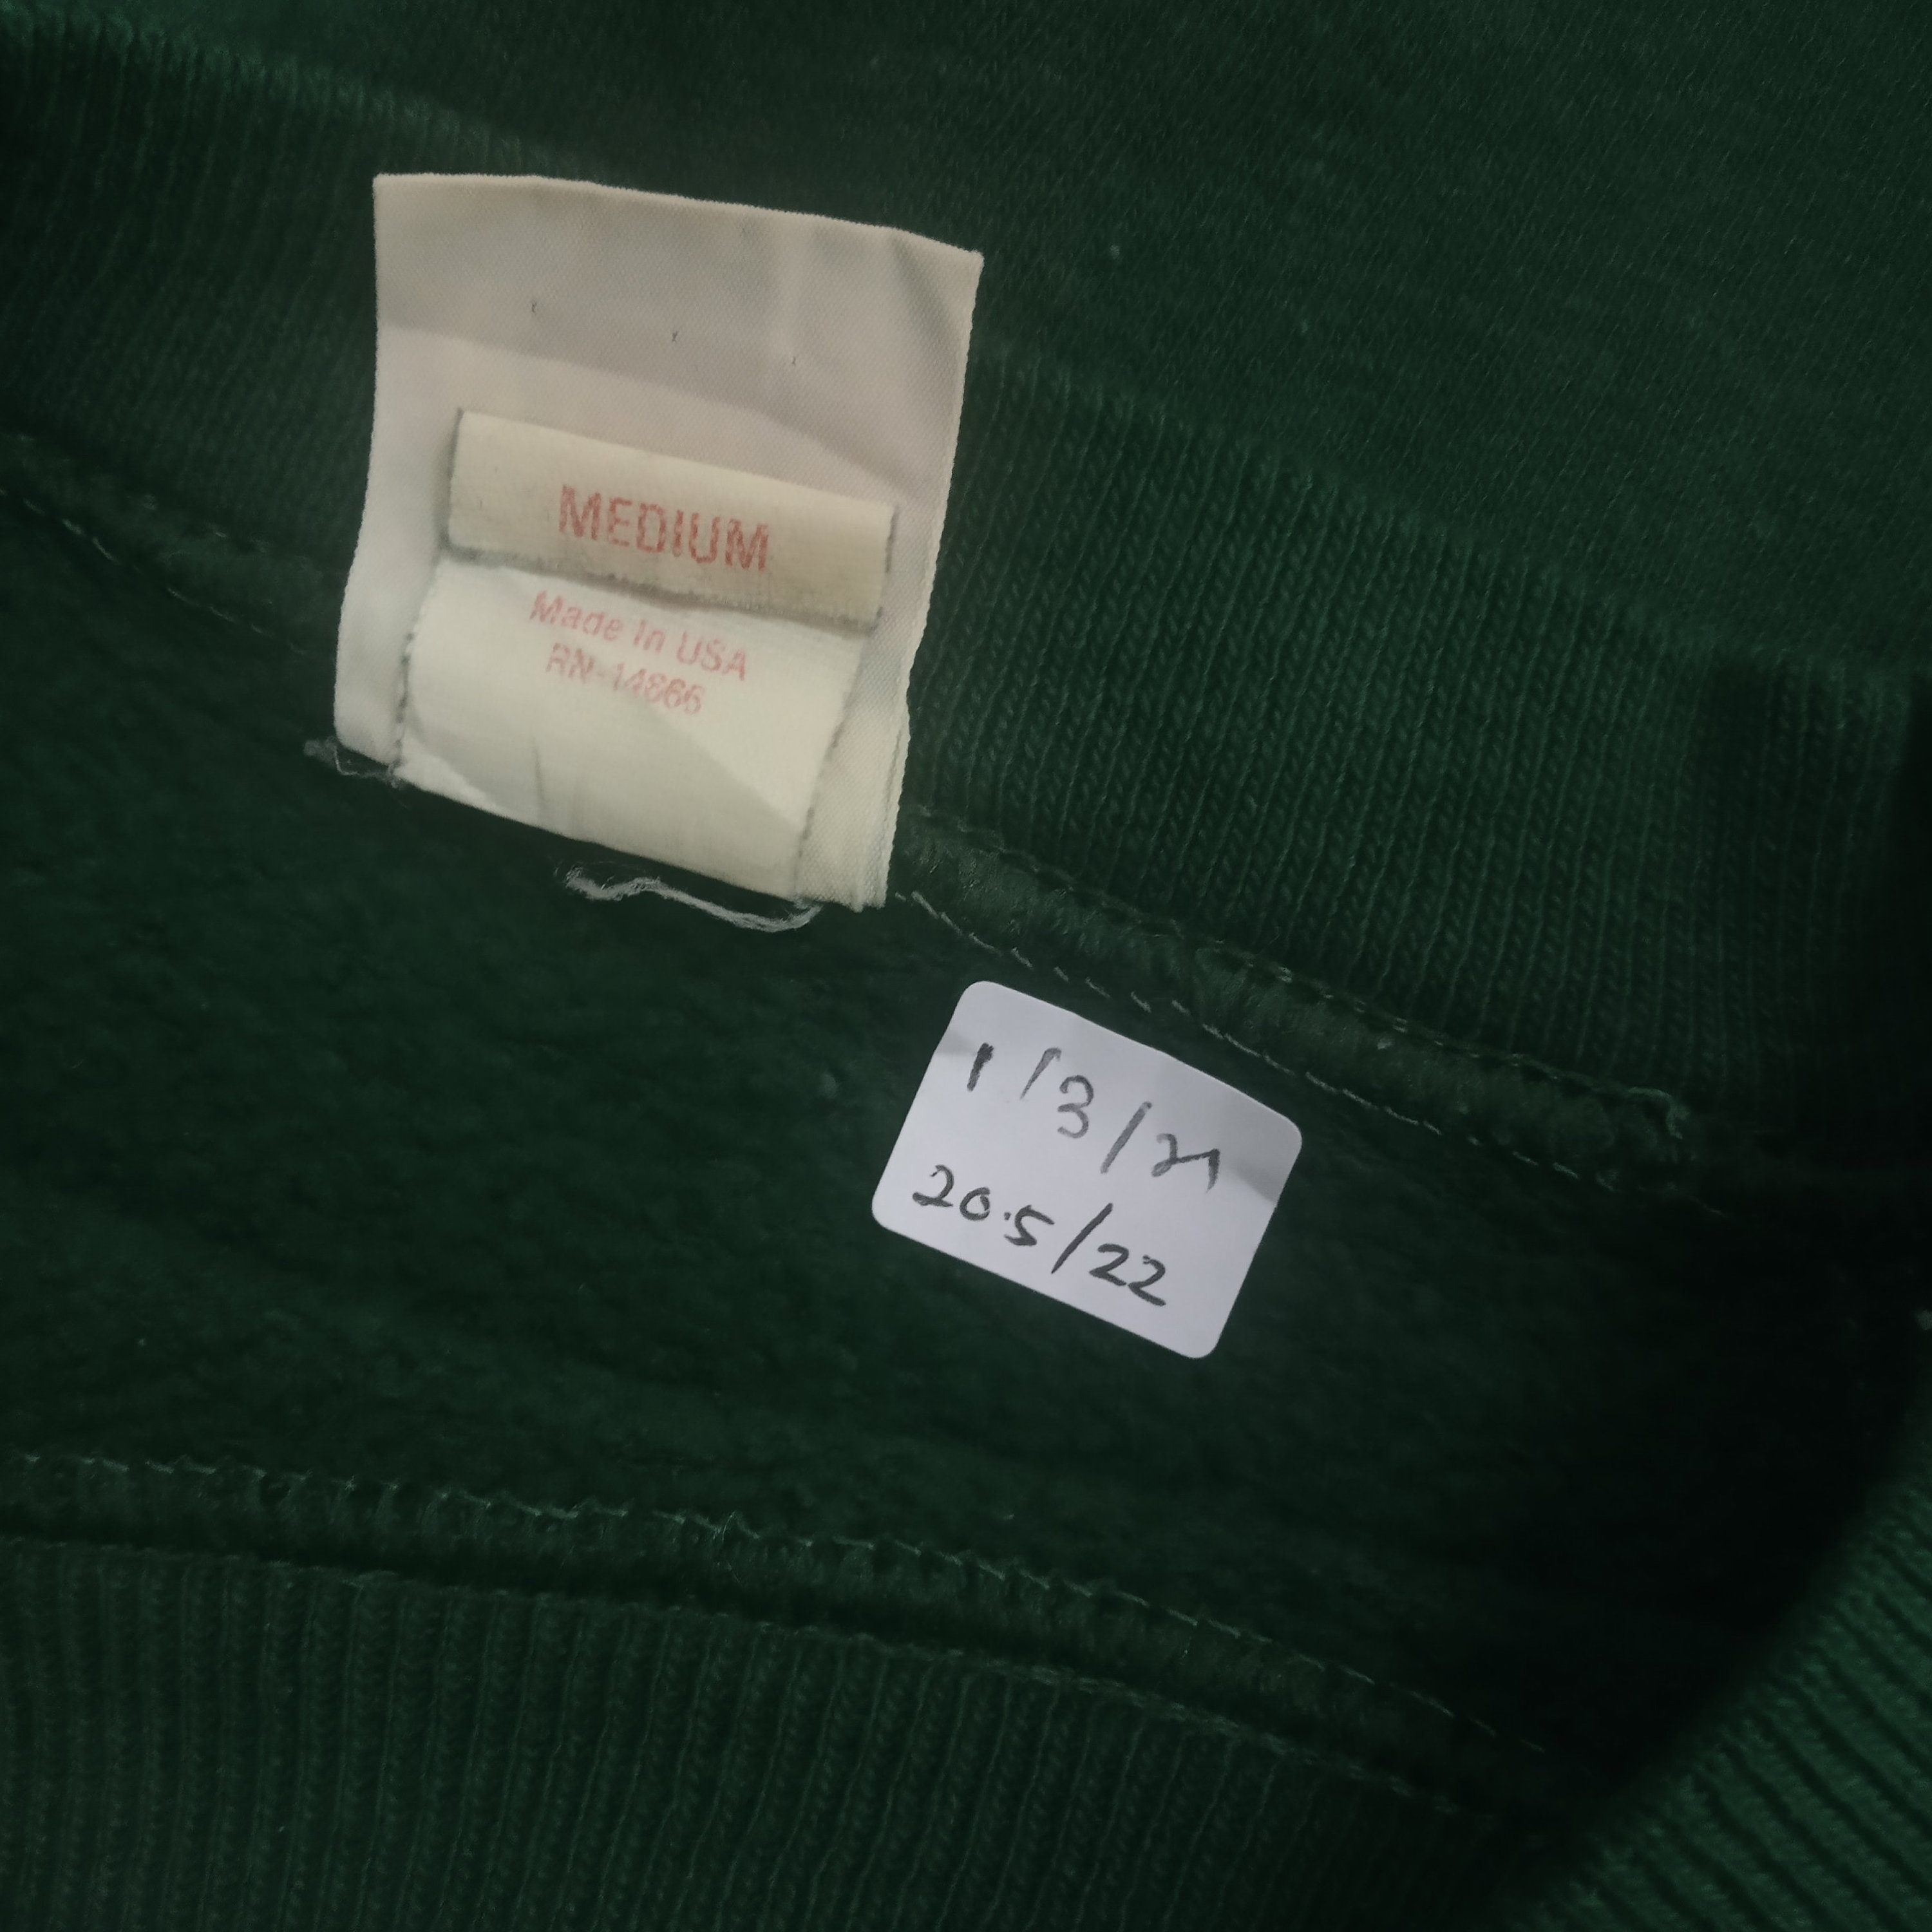 MEDIUM
Made in USA
RN-14866
1/3/21
20.5/22